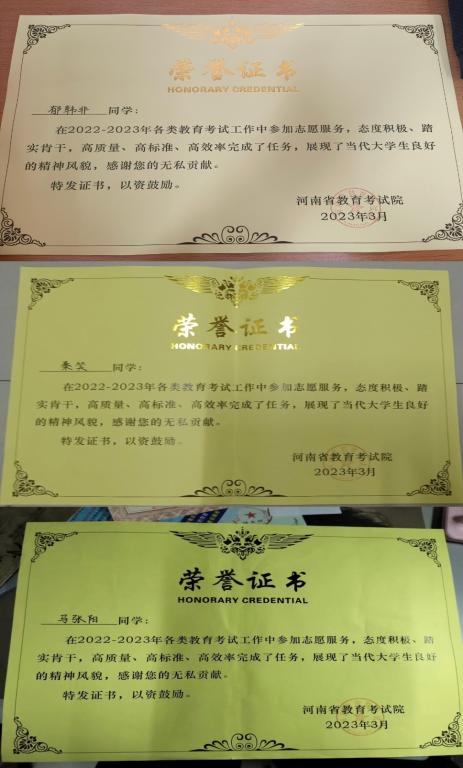 荣誉证书
HONORARY CREDENTIAL
郁韩非 同学：
在2022-2023年各类教育考试工作中参加志愿服务，态度积极、踏
实肯干，高质量、高标准、高效率完成了任务，展现了当代大学生良好
的精神风貌，感谢您的无私贡献。
特发证书，以资鼓励。
河南省教育考试院
2023年3月
荣誉证书
HONORARY CREDENTIAL
秦笑 同学：
在2022-2023年各类教育考试工作中参加志愿服务，态度积极、踏
实肯干，高质量、高标准、高效率完成了任务，展现了当代大学生良好
的精神风貌，感谢您的无私贡献。
特发证书，以资鼓励。
河南省教育考试院
2023年3月
荣誉证书
HONORARY CREDENTIAL
马张阳 同学：
在2022-2023年各类教育考试工作中参加志愿服务，态度积极、踏
实肯干，高质量、高标准、高效率完成了任务，展现了当代大学生良好
的精神风貌，感谢您的无私贡献。
特发证书，以资鼓励。
河南省教育考试院
2023年3月